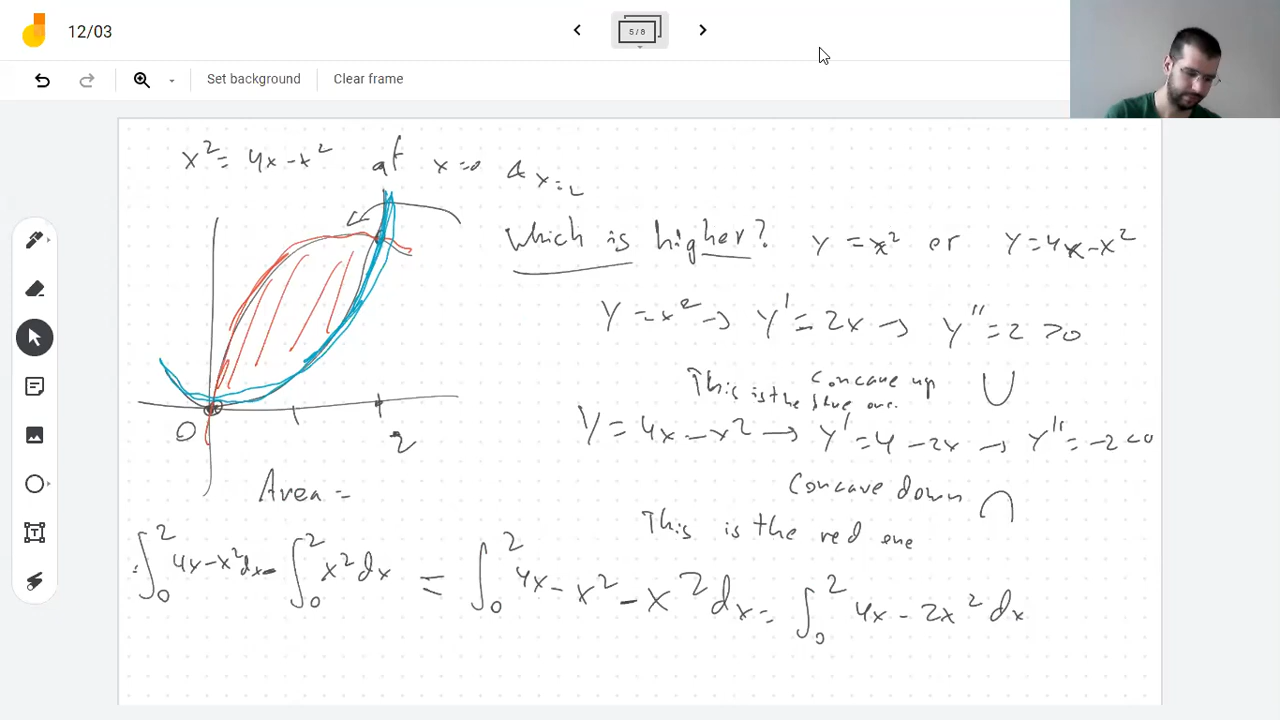 12/03
5 / 8
Set background
Clear frame
x² = 4x - x² at x=0 & x=2
Which is higher? y = x² or y = 4x - x²
y = x² → y' = 2x → y'' = 2 > 0
Concave up ∪
This is the blue one.
y = 4x - x² → y' = 4 - 2x → y'' = -2 < 0
Concave down ∩
This is the red one
0
2
Area =
∫₀² 4x - x² dx - ∫₀² x² dx = ∫₀² 4x - x² - x² dx = ∫₀² 4x - 2x² dx